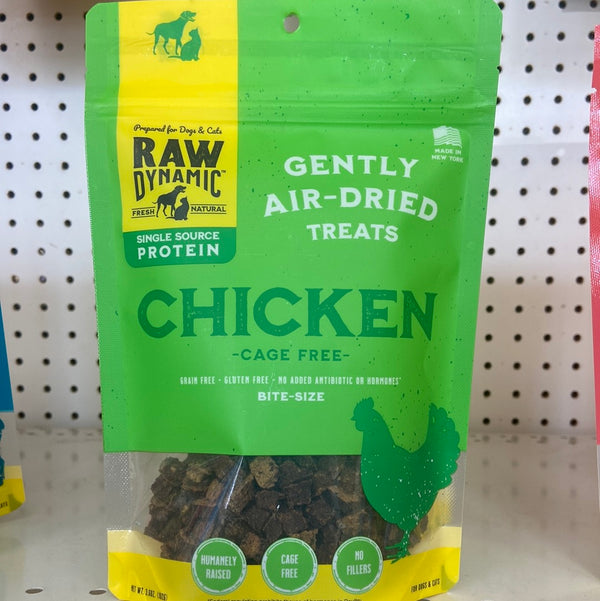 Prepared for Dogs & Cats
RAW
DYNAMIC™
FRESH NATURAL
SINGLE SOURCE
PROTEIN
MADE IN
NEW YORK
GENTLY
AIR-DRIED
TREATS
CHICKEN
-CAGE FREE-
GRAIN FREE - GLUTEN FREE - NO ADDED ANTIBIOTIC OR HORMONES*
BITE-SIZE
HUMANELY
RAISED
CAGE
FREE
NO
FILLERS
FOR DOGS & CATS